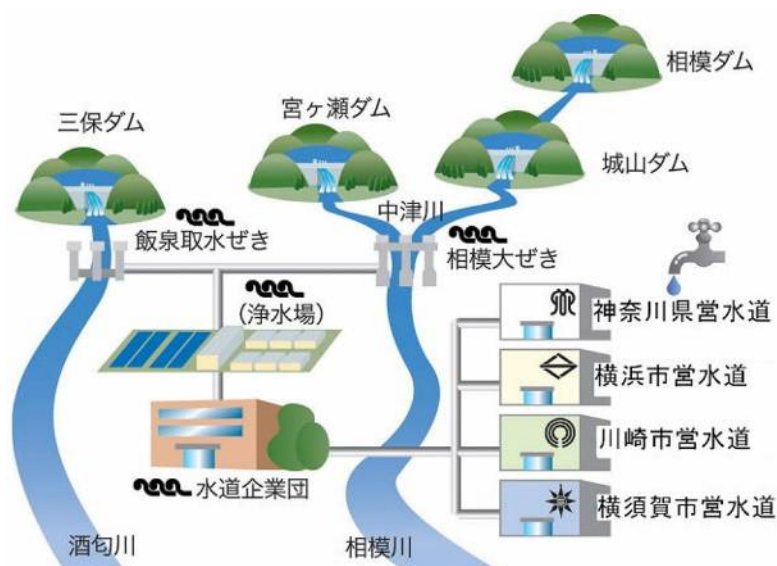 相模ダム
宮ヶ瀬ダム
三保ダム
城山ダム
中津川
飯泉取水ぜき
相模大ぜき
(浄水場)
神奈川県営水道
横浜市営水道
川崎市営水道
水道企業団
横須賀市営水道
酒匂川
相模川